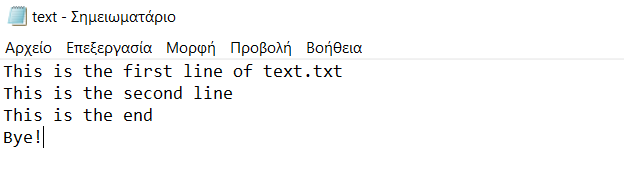 text - Σημειωματάριο
Αρχείο Επεξεργασία Μορφή Προβολή Βοήθεια
This is the first line of text.txt
This is the second line
This is the end
Bye!